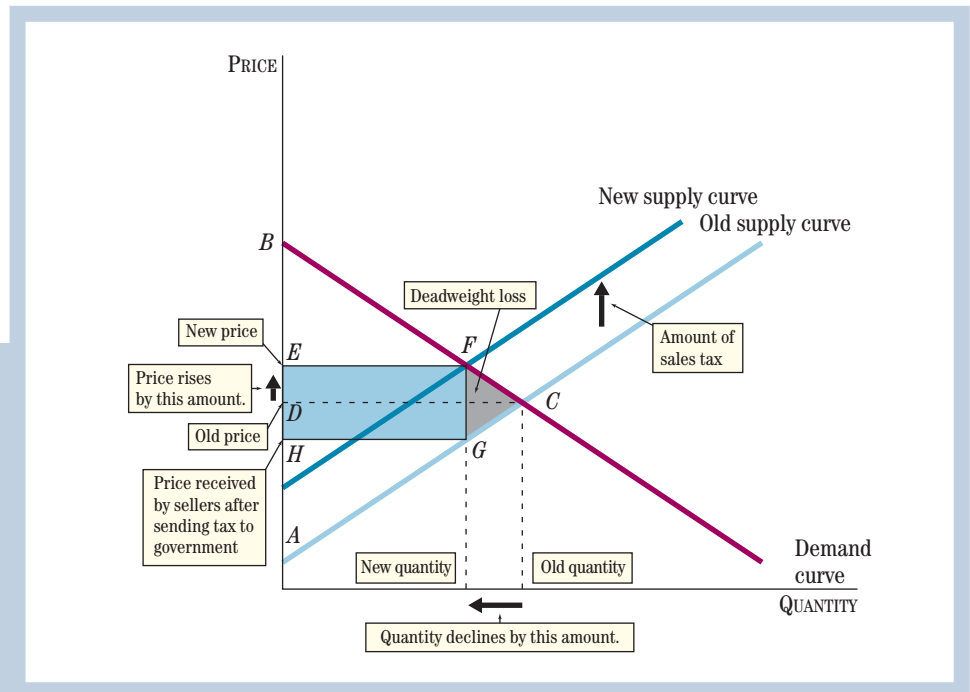 PRICE
New supply curve
Old supply curve
B
Deadweight loss
New price
E
F
Amount of
sales tax
Price rises
by this amount.
D
C
Old price
H
G
Price received
by sellers after
sending tax to
government
A
New quantity
Old quantity
Demand
curve
QUANTITY
Quantity declines by this amount.